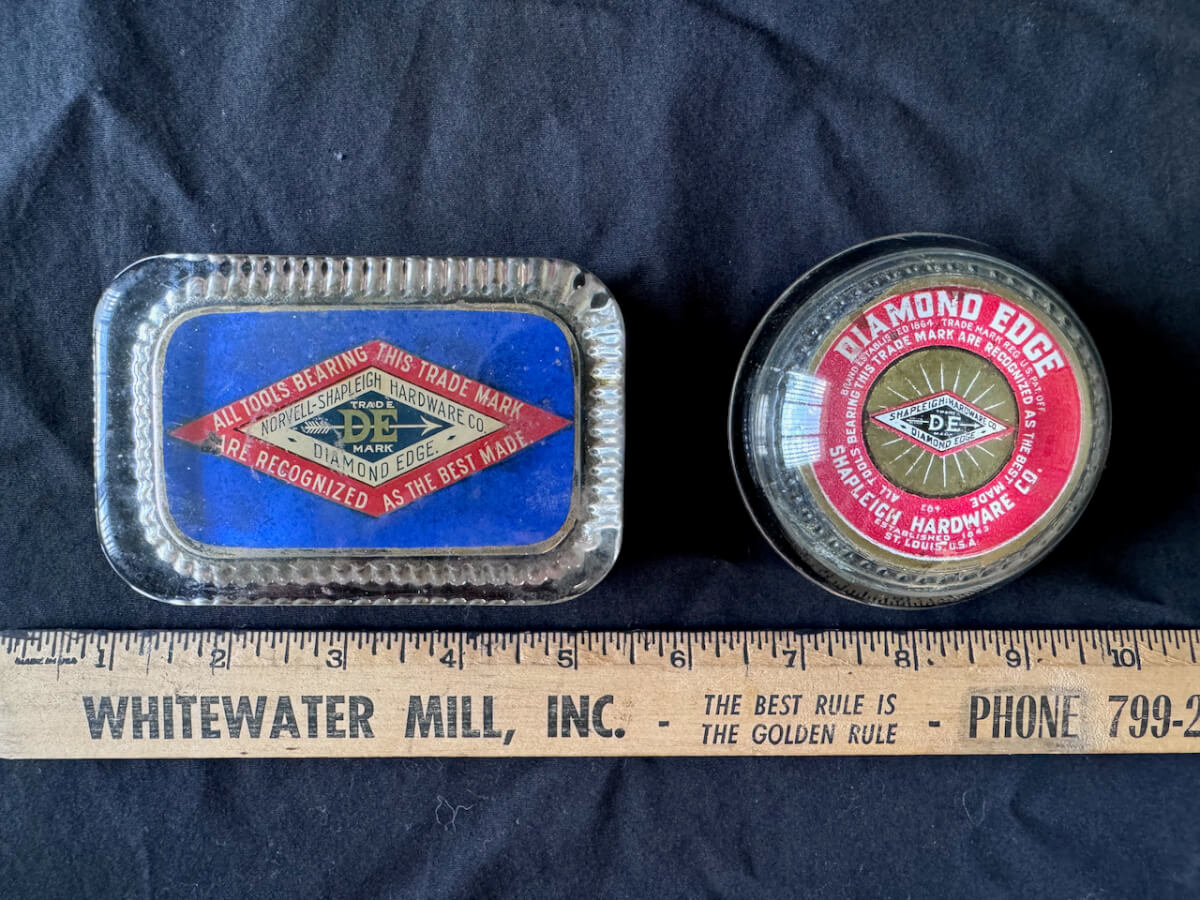 ALL TOOLS BEARING THIS TRADE MARK
ARE RECOGNIZED AS THE BEST MADE.
NORVELL-SHAPLEIGH HARDWARE CO.
DIAMOND EDGE.
TRADE
DE
MARK
DIAMOND EDGE
BRAND ESTABLISHED 1864 - TRADE MARK REG. U.S. PAT. OFF.
ALL TOOLS BEARING THIS TRADE MARK ARE RECOGNIZED AS THE BEST MADE
SHAPLEIGH HARDWARE CO.
DE
DIAMOND EDGE
403
SHAPLEIGH HARDWARE CO.
ESTABLISHED 1843
ST. LOUIS, U.S.A.
1 2 3 4 5 6 7 8 9 10
MADE IN USA
WHITEWATER MILL, INC. - THE BEST RULE IS
THE GOLDEN RULE - PHONE 799-2